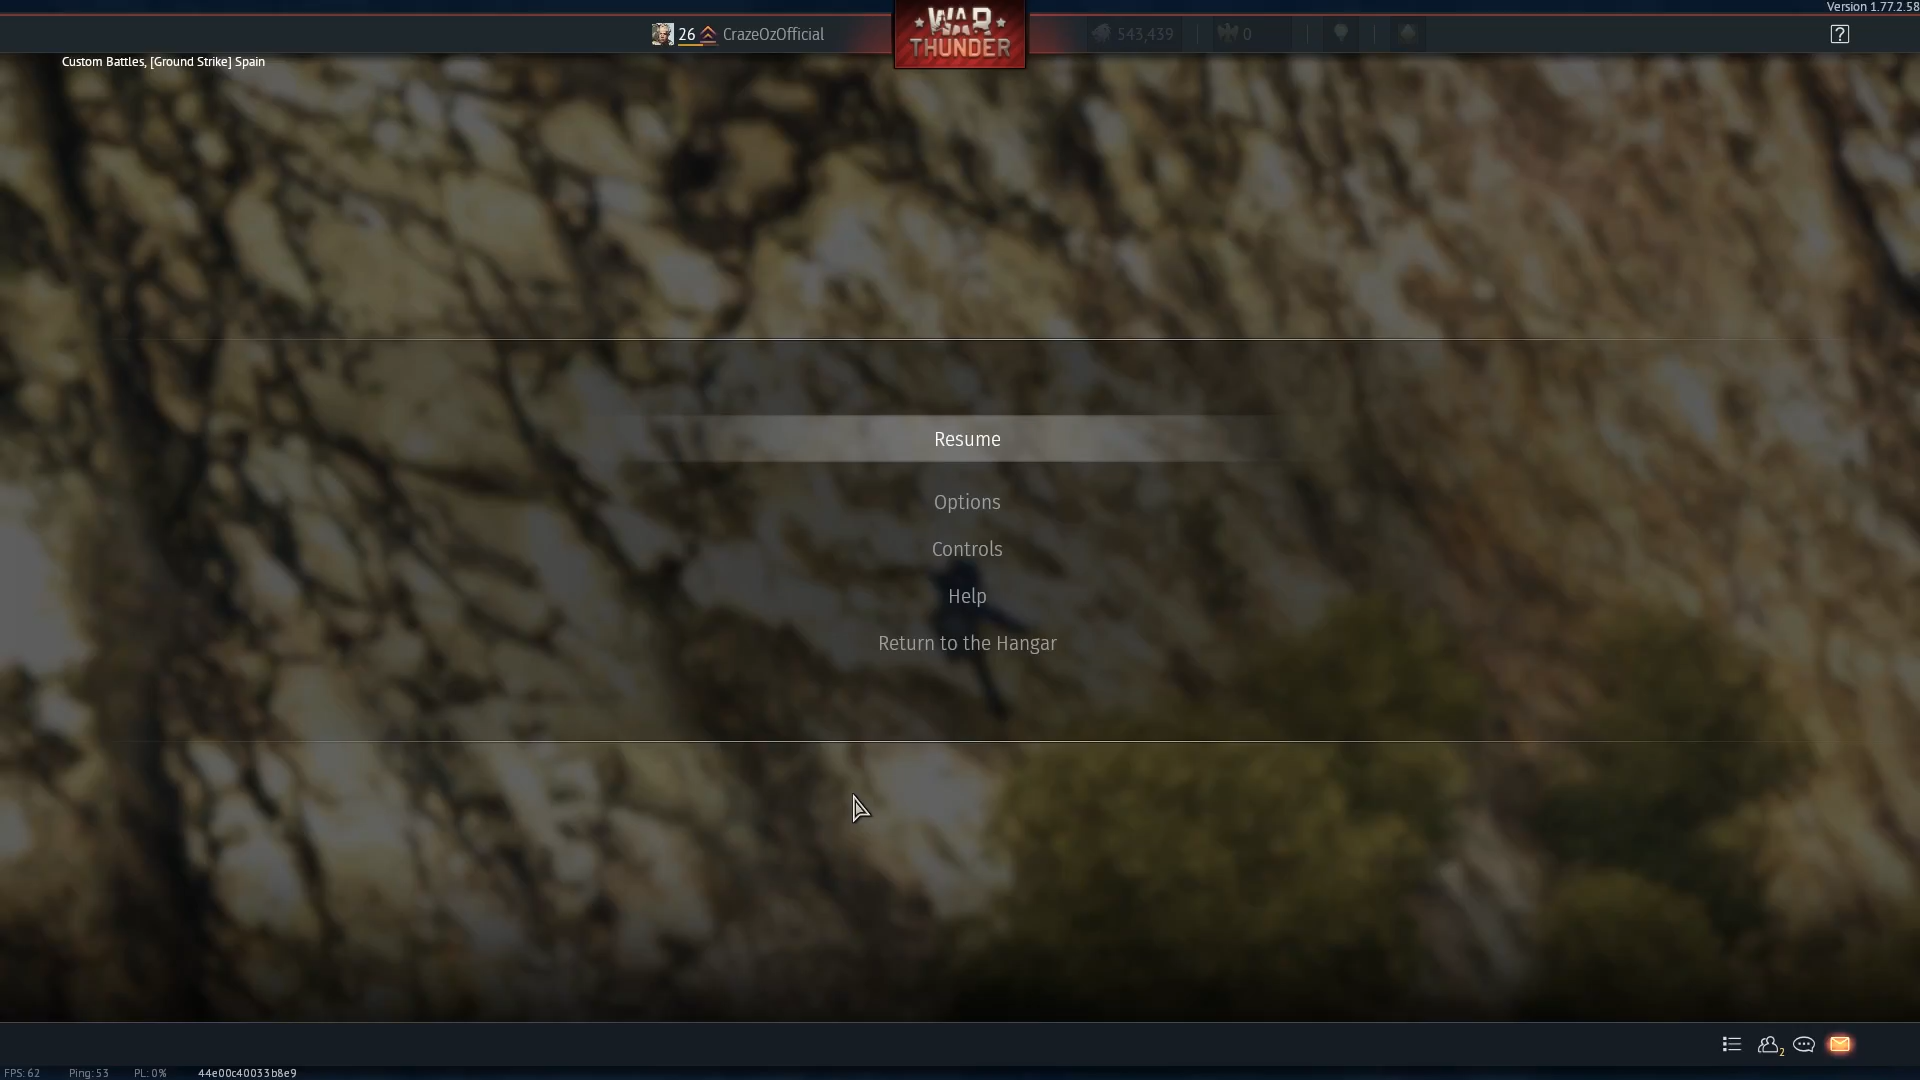 Version 1.77.2.58
26 CrazeOzOfficial
WAR THUNDER
543,439
0
?
Custom Battles, [Ground Strike] Spain
Resume
Options
Controls
Help
Return to the Hangar
2
FPS: 62 Ping: 53 PL: 0% 44e00c40033b8e9